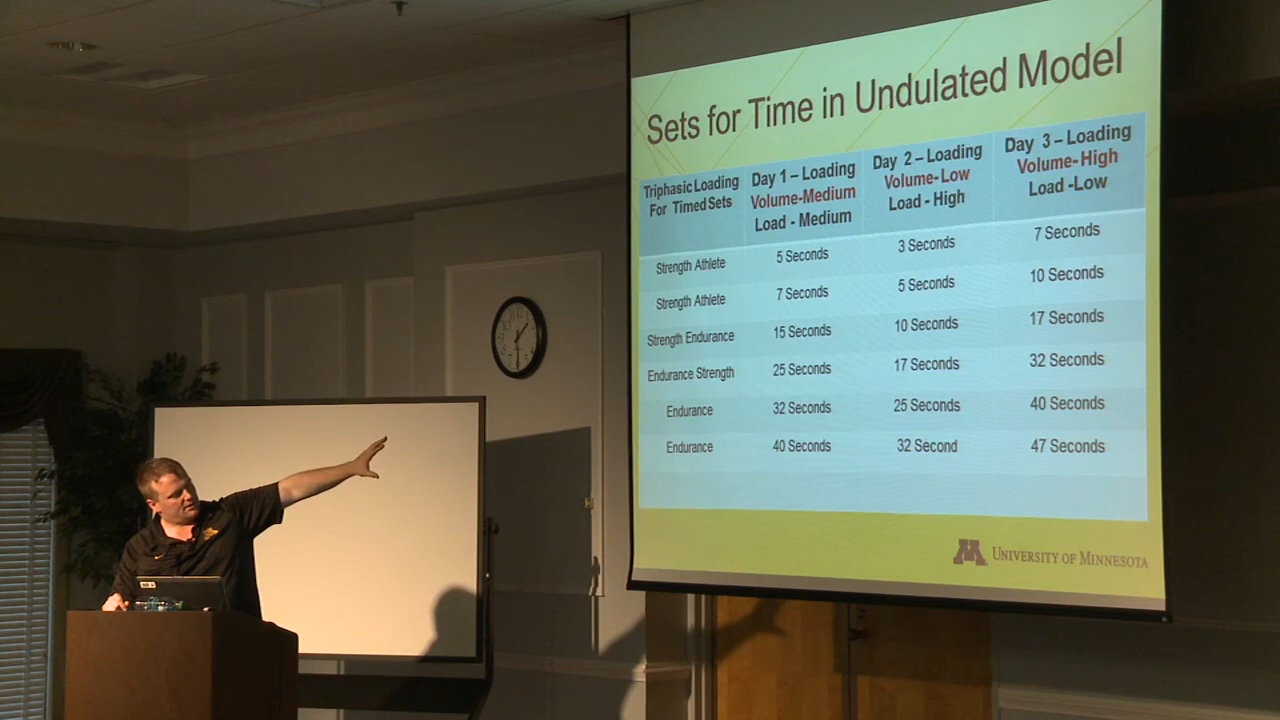 Sets for Time in Undulated Model
Triphasic Loading
For Timed Sets
Day 1 – Loading
Volume-Medium
Load - Medium
Day 2 – Loading
Volume-Low
Load - High
Day 3 – Loading
Volume-High
Load -Low
Strength Athlete
5 Seconds
3 Seconds
7 Seconds
Strength Athlete
7 Seconds
5 Seconds
10 Seconds
Strength Endurance
15 Seconds
10 Seconds
17 Seconds
Endurance Strength
25 Seconds
17 Seconds
32 Seconds
Endurance
32 Seconds
25 Seconds
40 Seconds
Endurance
40 Seconds
32 Second
47 Seconds
M
UNIVERSITY OF MINNESOTA